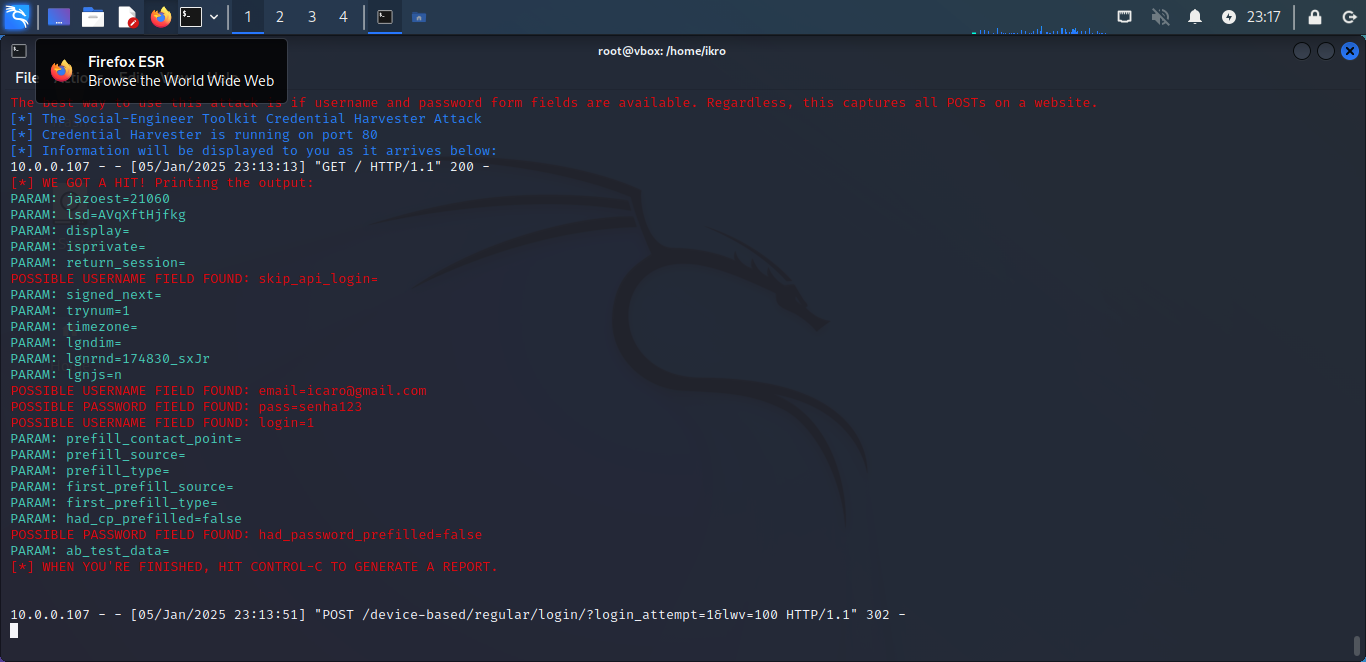 1 2 3 4 23:17
root@vbox: /home/ikro
Firefox ESR
Browse the World Wide Web
File Actions Edit View Help
The best way to use this attack is if username and password form fields are available. Regardless, this captures all POSTs on a website.
[*] The Social-Engineer Toolkit Credential Harvester Attack
[*] Credential Harvester is running on port 80
[*] Information will be displayed to you as it arrives below:
10.0.0.107 - - [05/Jan/2025 23:13:13] "GET / HTTP/1.1" 200 -
[*] WE GOT A HIT! Printing the output:
PARAM: jazoest=21060
PARAM: lsd=AVqXftHjfkg
PARAM: display=
PARAM: isprivate=
PARAM: return_session=
POSSIBLE USERNAME FIELD FOUND: skip_api_login=
PARAM: signed_next=
PARAM: trynum=1
PARAM: timezone=
PARAM: lgndim=
PARAM: lgnrnd=174830_sxJr
PARAM: lgnjs=n
POSSIBLE USERNAME FIELD FOUND: email=icaro@gmail.com
POSSIBLE PASSWORD FIELD FOUND: pass=senha123
POSSIBLE USERNAME FIELD FOUND: login=1
PARAM: prefill_contact_point=
PARAM: prefill_source=
PARAM: prefill_type=
PARAM: first_prefill_source=
PARAM: first_prefill_type=
PARAM: had_cp_prefilled=false
POSSIBLE PASSWORD FIELD FOUND: had_password_prefilled=false
PARAM: ab_test_data=
[*] WHEN YOU'RE FINISHED, HIT CONTROL-C TO GENERATE A REPORT.
10.0.0.107 - - [05/Jan/2025 23:13:51] "POST /device-based/regular/login/?login_attempt=1&lwv=100 HTTP/1.1" 302 -